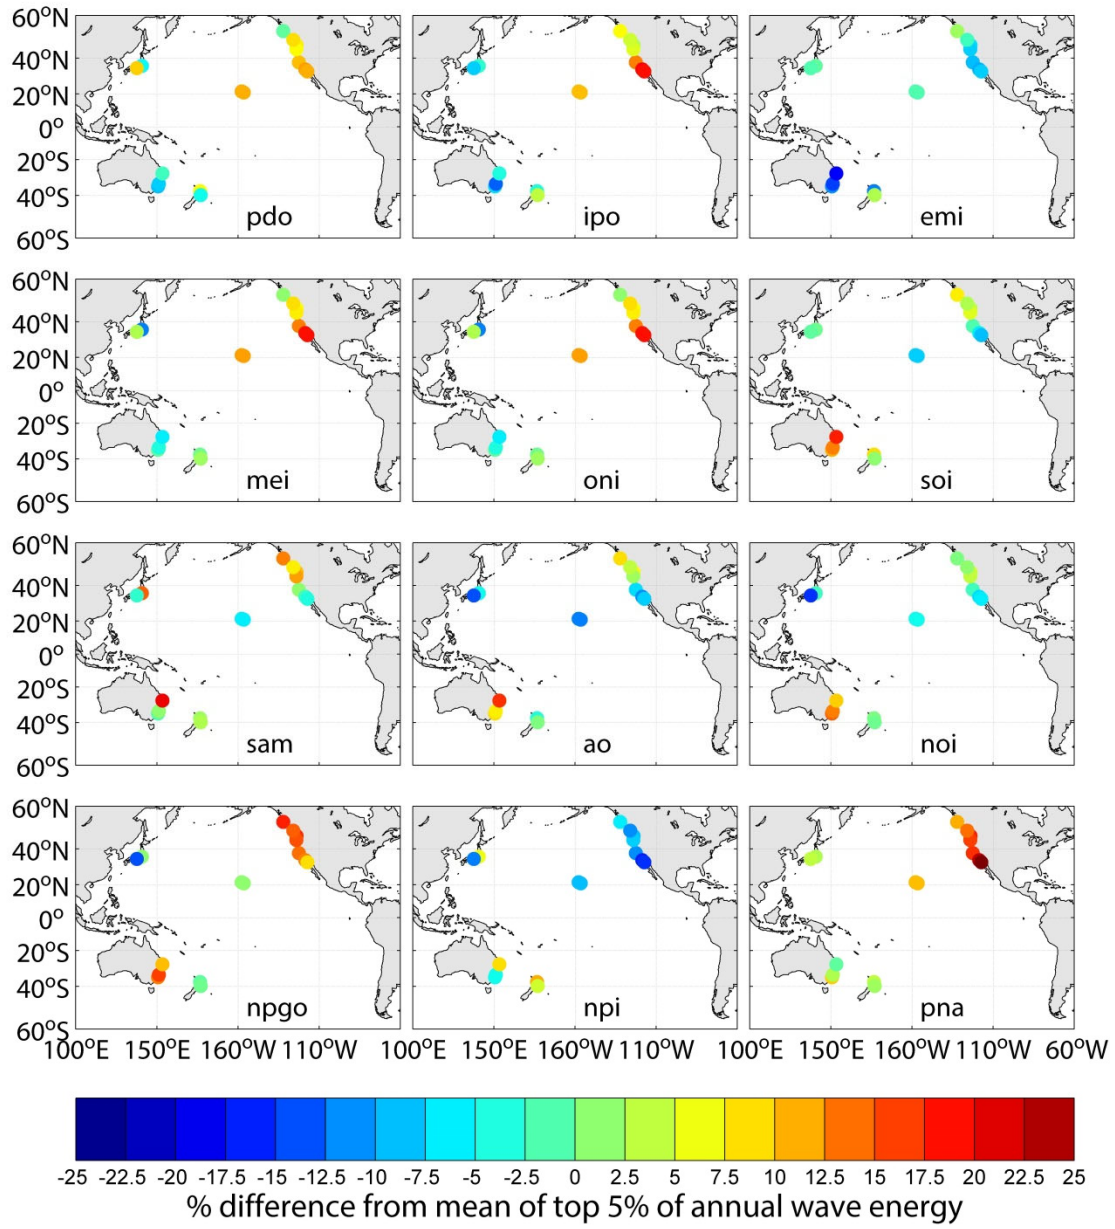 60°N
40°N
20°N
0°
20°S
40°S
60°S
pdo
ipo
emi
60°N
40°N
20°N
0°
20°S
40°S
60°S
mei
oni
soi
60°N
40°N
20°N
0°
20°S
40°S
60°S
sam
ao
noi
60°N
40°N
20°N
0°
20°S
40°S
60°S
npgo
npi
pna
100°E 150°E 160°W 110°W 100°E 150°E 160°W 110°W 100°E 150°E 160°W 110°W 60°W
-25 -22.5 -20 -17.5 -15 -12.5 -10 -7.5 -5 -2.5 0 2.5 5 7.5 10 12.5 15 17.5 20 22.5 25
% difference from mean of top 5% of annual wave energy